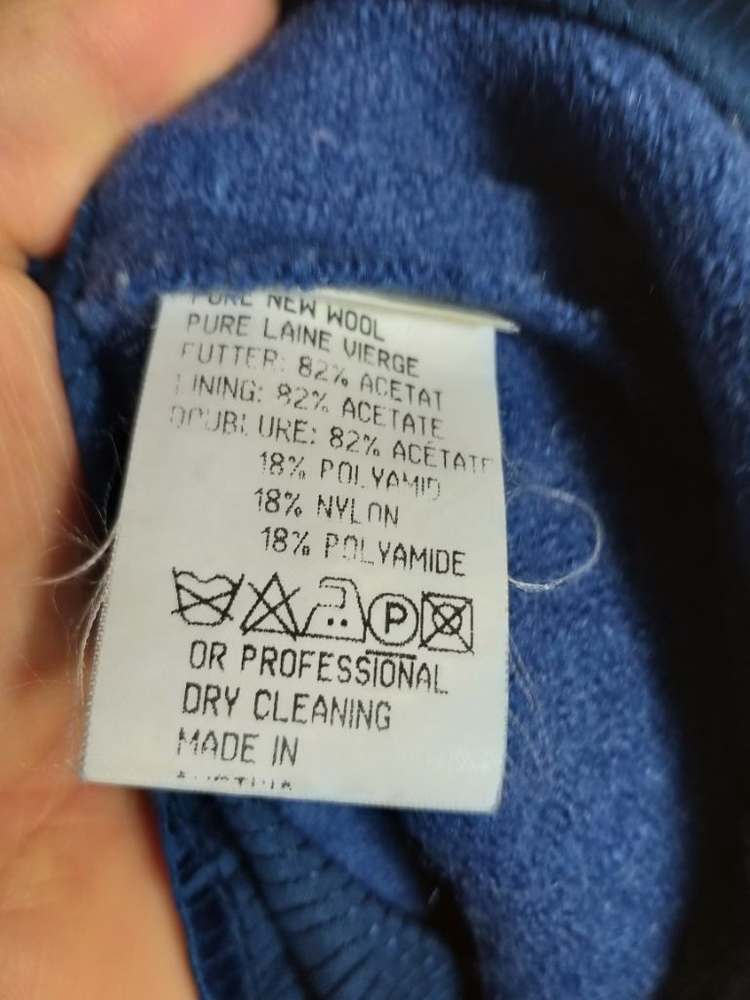 PURE NEW WOOL
PURE LAINE VIERGE
FUTTER: 82% ACETAT
LINING: 82% ACETATE
DOUBLURE: 82% ACÉTATE
18% POLYAMID
18% NYLON
18% POLYAMIDE
P
OR PROFESSIONAL
DRY CLEANING
MADE IN